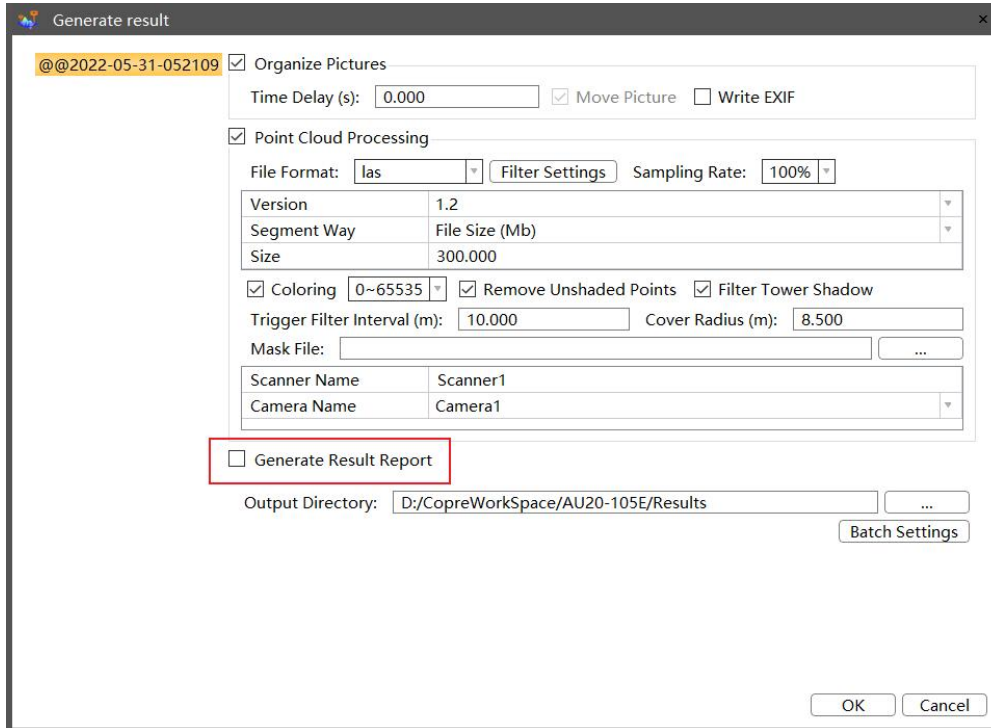 Generate result
×
@@2022-05-31-052109
Organize Pictures
Time Delay (s): 0.000 Move Picture Write EXIF
Point Cloud Processing
File Format: las Filter Settings Sampling Rate: 100%
Version 1.2
Segment Way File Size (Mb)
Size 300.000
Coloring 0~65535 Remove Unshaded Points Filter Tower Shadow
Trigger Filter Interval (m): 10.000 Cover Radius (m): 8.500
Mask File: ...
Scanner Name Scanner1
Camera Name Camera1
Generate Result Report
Output Directory: D:/CopreWorkSpace/AU20-105E/Results ...
Batch Settings
OK Cancel